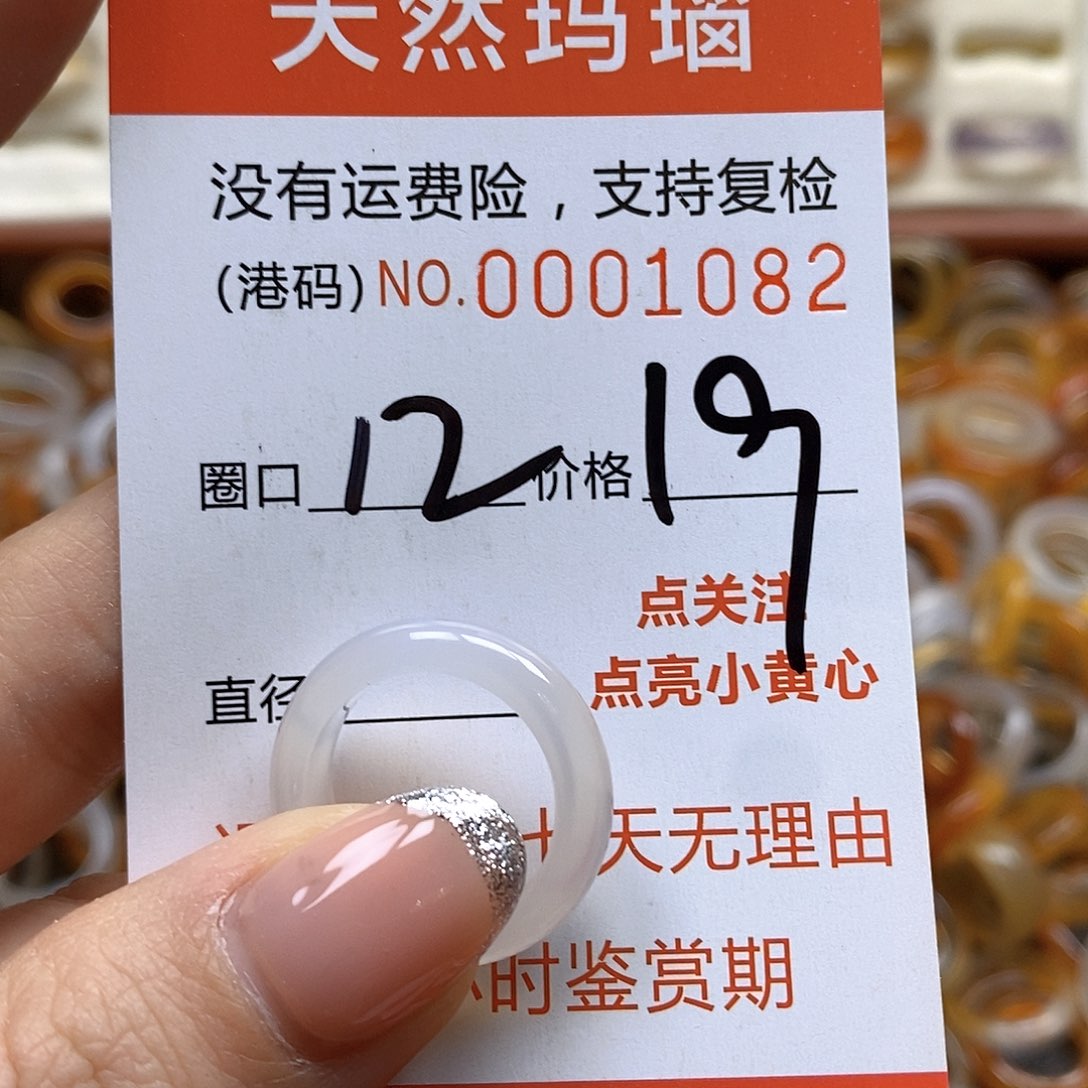 天然玛瑙
没有运费险，支持复检
(港码) NO.0001082
圈口 12 价格 19
点关注
直径
点亮小黄心
天无理由
时鉴赏期